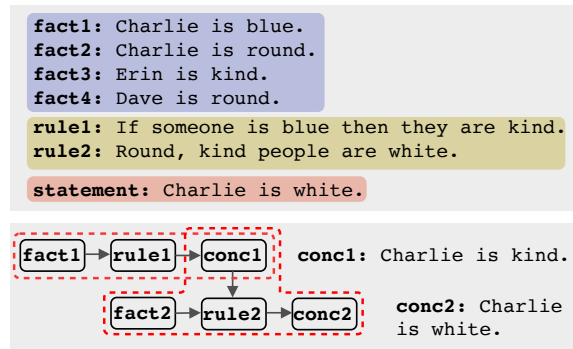 fact1: Charlie is blue.
fact2: Charlie is round.
fact3: Erin is kind.
fact4: Dave is round.
rule1: If someone is blue then they are kind.
rule2: Round, kind people are white.
statement: Charlie is white.
fact1 rule1 conc1 conc1: Charlie is kind.
fact2 rule2 conc2 conc2: Charlie
is white.